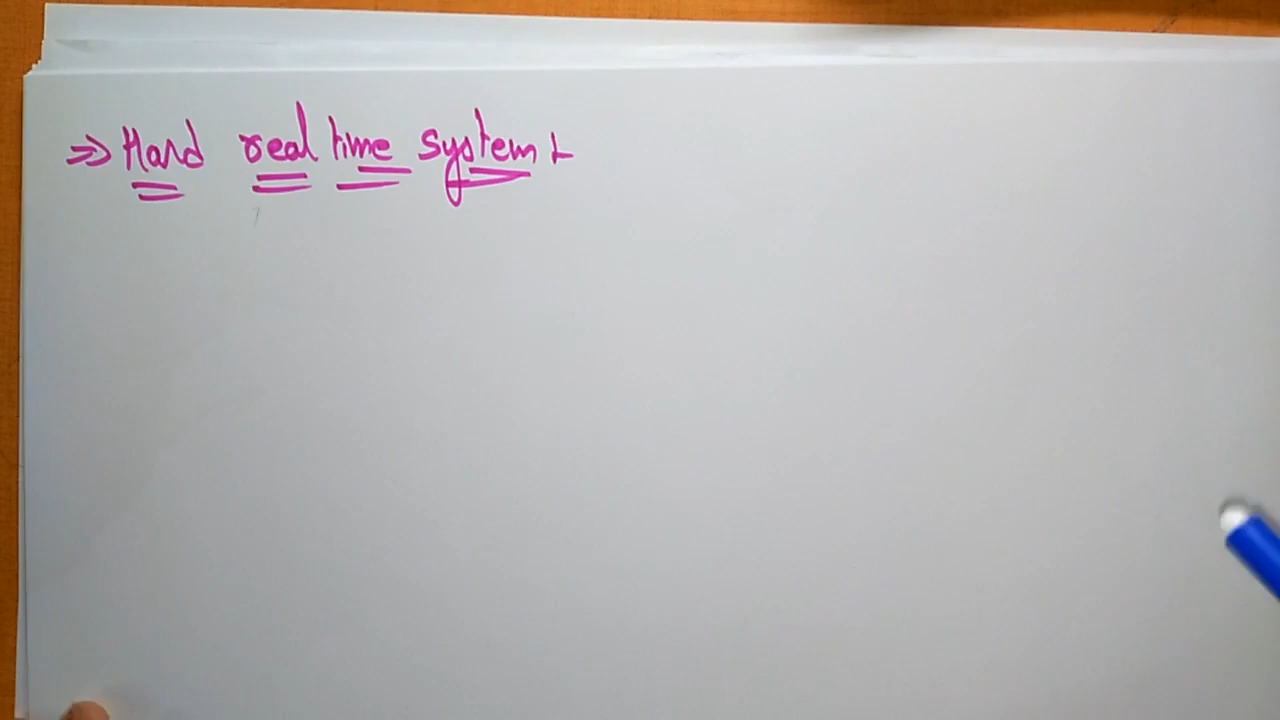 ⇒ Hard real time system :-